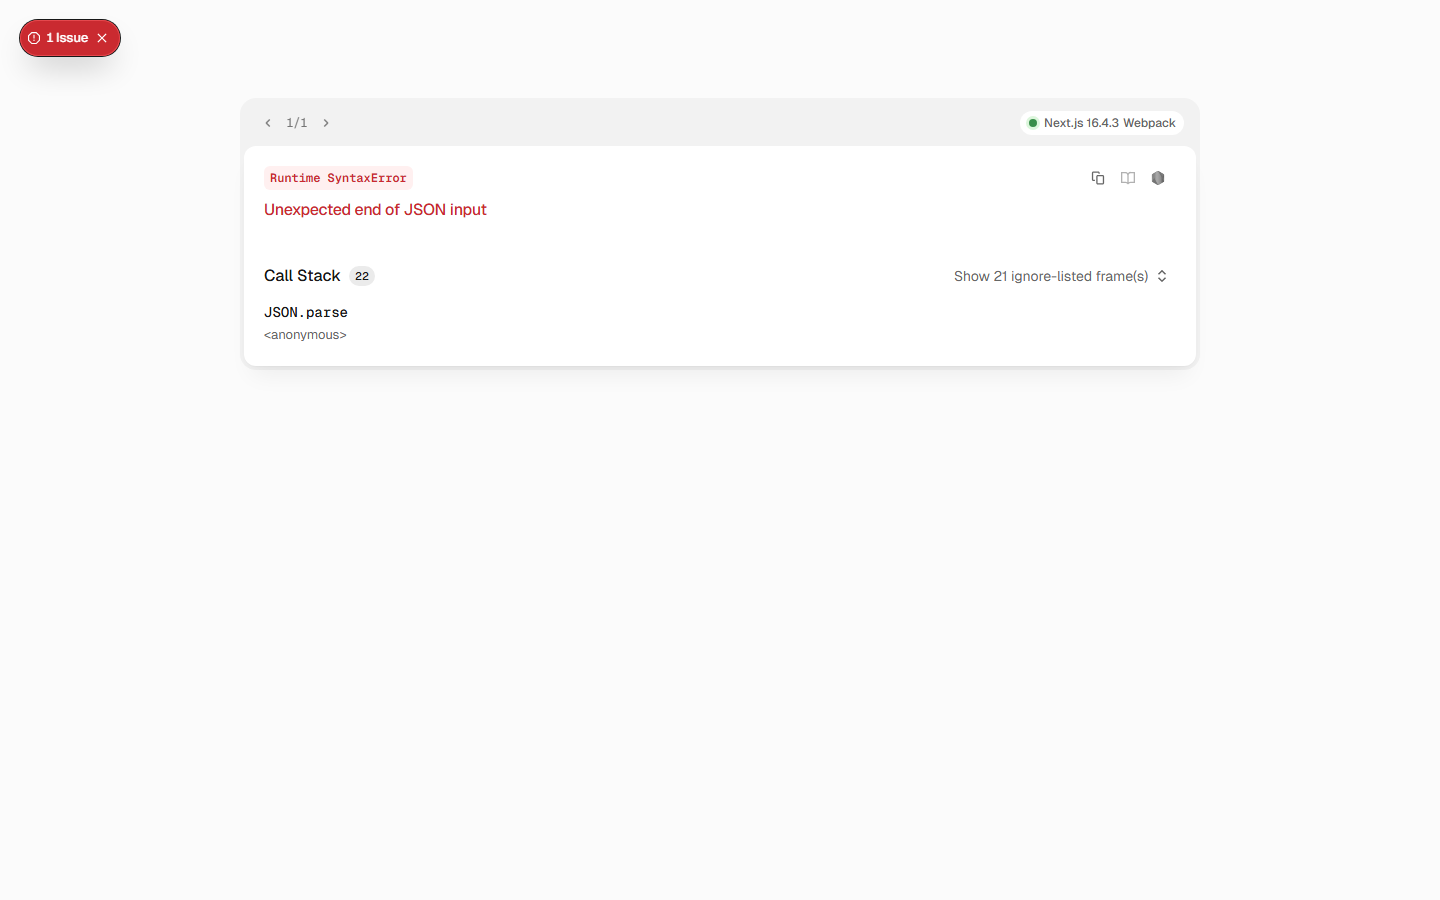 1 Issue
1/1
Next.js 16.4.3 Webpack
Runtime SyntaxError
Unexpected end of JSON input
Call Stack 22
Show 21 ignore-listed frame(s)
JSON.parse
<anonymous>